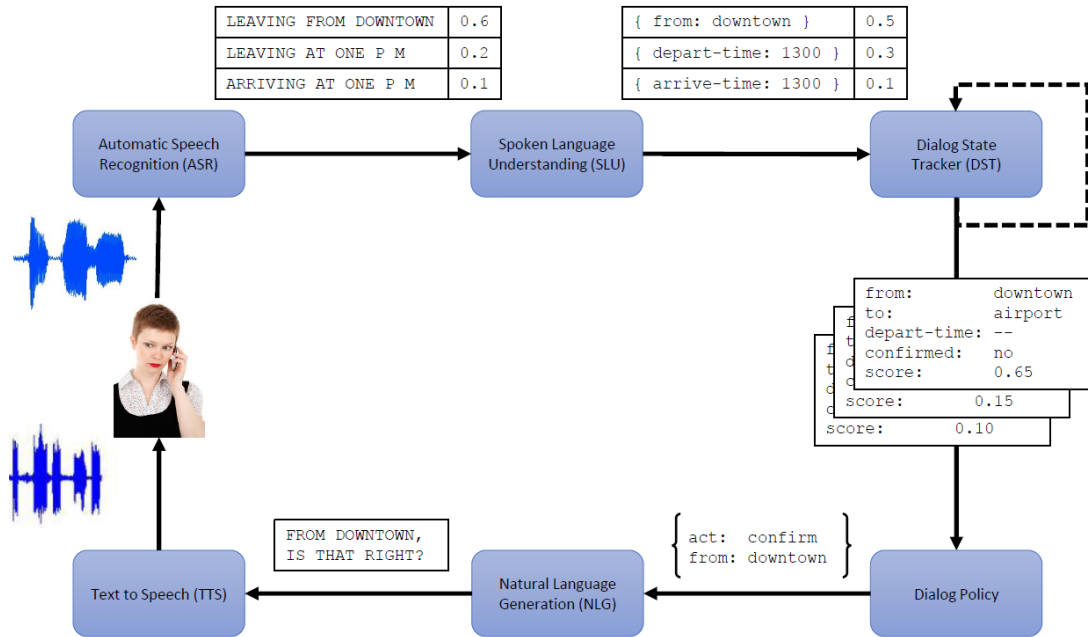 LEAVING FROM DOWNTOWN 0.6
LEAVING AT ONE P M 0.2
ARRIVING AT ONE P M 0.1
{ from: downtown } 0.5
{ depart-time: 1300 } 0.3
{ arrive-time: 1300 } 0.1
Automatic Speech
Recognition (ASR)
Spoken Language
Understanding (SLU)
Dialog State
Tracker (DST)
from: downtown
to: airport
depart-time: --
confirmed: no
score: 0.65
score: 0.15
score: 0.10
act: confirm
from: downtown
FROM DOWNTOWN,
IS THAT RIGHT?
Text to Speech (TTS)
Natural Language
Generation (NLG)
Dialog Policy